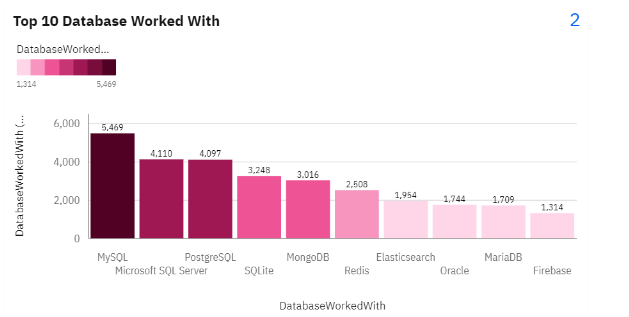 Top 10 Database Worked With
2
DatabaseWorked...
1,314 5,469
DatabaseWorkedWith (...
6,000
4,000
2,000
0
5,469
4,110
4,097
3,248
3,016
2,508
1,954
1,744
1,709
1,314
MySQL
Microsoft SQL Server
PostgreSQL
SQLite
MongoDB
Redis
Elasticsearch
Oracle
MariaDB
Firebase
DatabaseWorkedWith